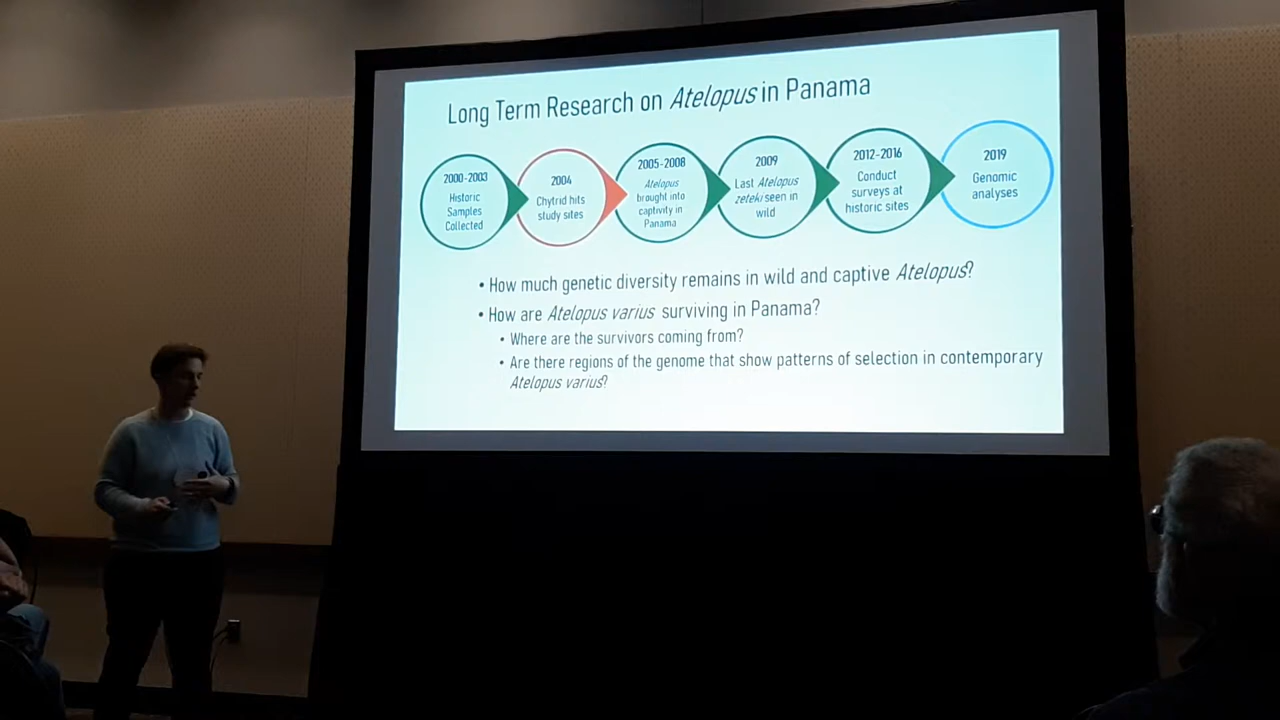 Long Term Research on Atelopus in Panama
2000-2003
Historic
Samples
Collected
2004
Chytrid hits
study sites
2005-2008
Atelopus
brought into
captivity in
Panama
2009
Last Atelopus
zeteki seen in
wild
2012-2016
Conduct
surveys at
historic sites
2019
Genomic
analyses
• How much genetic diversity remains in wild and captive Atelopus?
• How are Atelopus varius surviving in Panama?
• Where are the survivors coming from?
• Are there regions of the genome that show patterns of selection in contemporary
Atelopus varius?